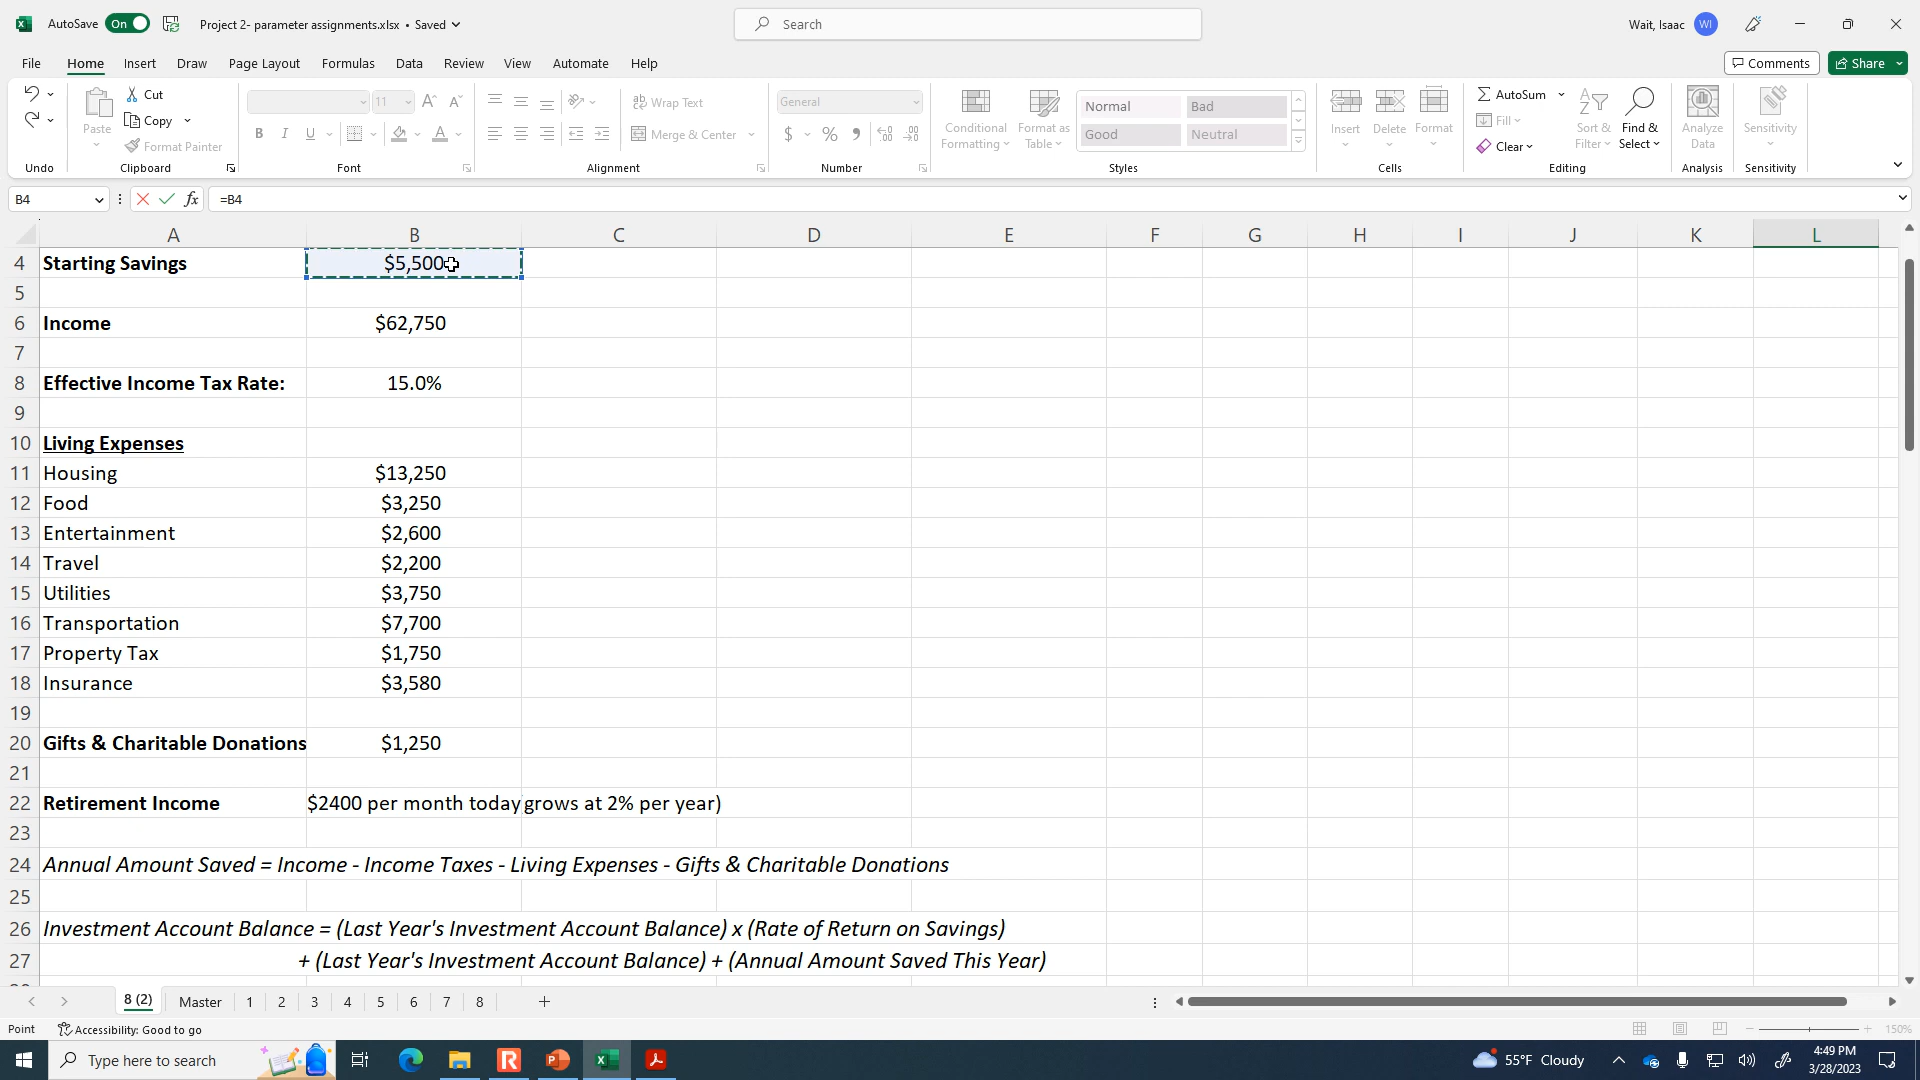 AutoSave On Project 2- parameter assignments.xlsx • Saved Search Wait, Isaac WI
File Home Insert Draw Page Layout Formulas Data Review View Automate Help Comments Share
Paste Cut Copy Format Painter
11 Wrap Text Merge & Center General
B I U $ % 9
Conditional Formatting Format as Table Normal Bad Good Neutral
Insert Delete Format AutoSum Fill Clear Sort & Filter Find & Select Analyze Data Sensitivity
Undo Clipboard Font Alignment Number Styles Cells Editing Analysis Sensitivity
B4 fx =B4
A B C D E F G H I J K L
4 Starting Savings $5,500
5
6 Income $62,750
7
8 Effective Income Tax Rate: 15.0%
9
10 Living Expenses
11 Housing $13,250
12 Food $3,250
13 Entertainment $2,600
14 Travel $2,200
15 Utilities $3,750
16 Transportation $7,700
17 Property Tax $1,750
18 Insurance $3,580
19
20 Gifts & Charitable Donations $1,250
21
22 Retirement Income $2400 per month today grows at 2% per year)
23
24 Annual Amount Saved = Income - Income Taxes - Living Expenses - Gifts & Charitable Donations
25
26 Investment Account Balance = (Last Year's Investment Account Balance) x (Rate of Return on Savings)
27 + (Last Year's Investment Account Balance) + (Annual Amount Saved This Year)
8 (2) Master 1 2 3 4 5 6 7 8
Point Accessibility: Good to go 150%
Type here to search 55°F Cloudy 4:49 PM
3/28/2023